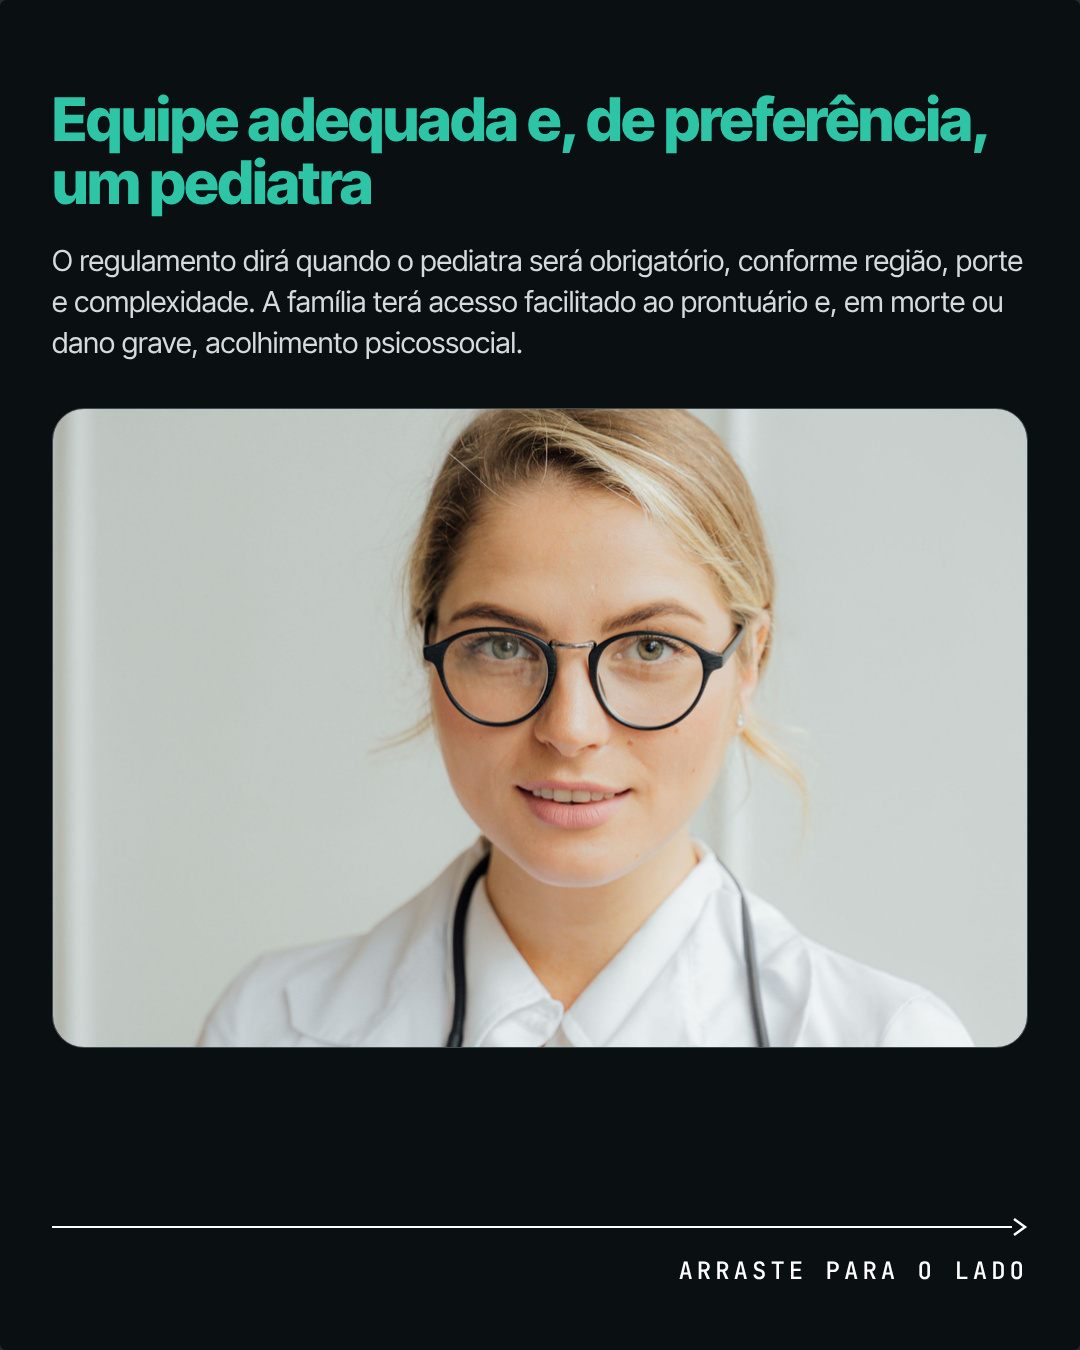 Equipe adequada e, de preferência,
um pediatra
O regulamento dirá quando o pediatra será obrigatório, conforme região, porte
e complexidade. A família terá acesso facilitado ao prontuário e, em morte ou
dano grave, acolhimento psicossocial.
ARRASTE PARA O LADO